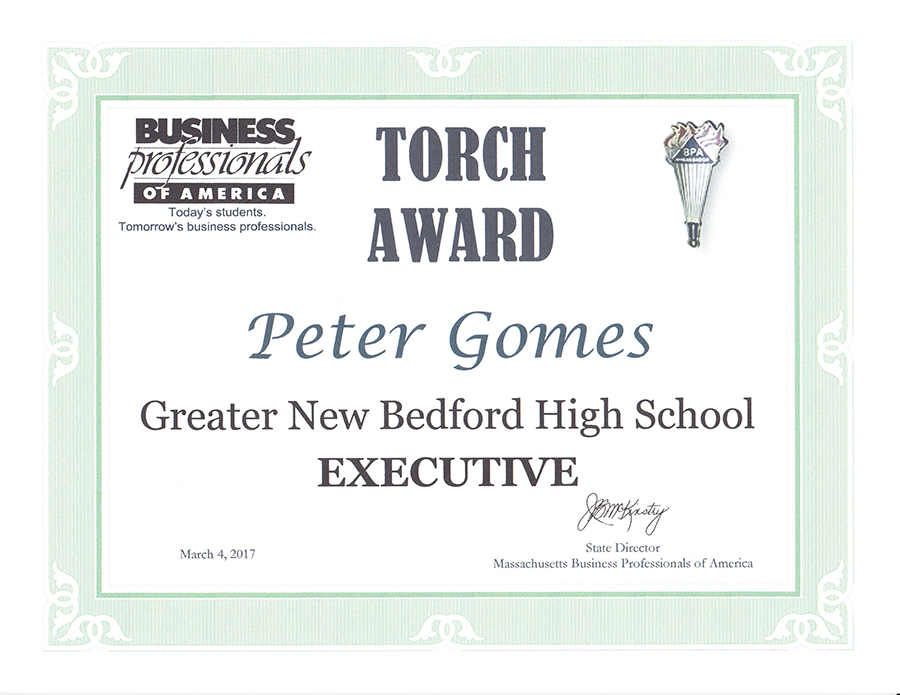 BUSINESS
professionals
OF AMERICA
Today's students.
Tomorrow's business professionals.
TORCH
AWARD
BPA
Peter Gomes
Greater New Bedford High School
EXECUTIVE
JBMcKinstry
March 4, 2017
State Director
Massachusetts Business Professionals of America